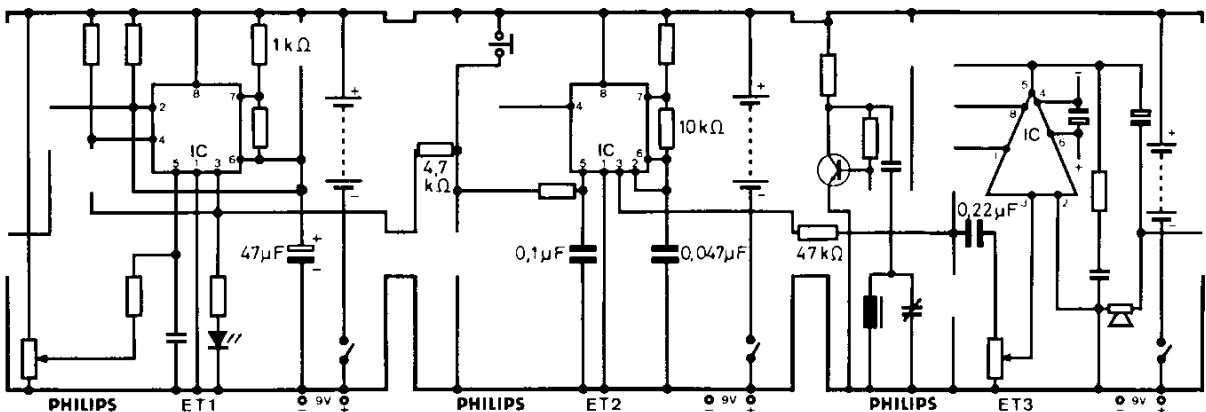 1kΩ
+
2
8
7
4
IC
5 1 3
6
−
47µF
+
−
PHILIPS
ET1
− 9V +
4,7
kΩ
4
8
7
10kΩ
IC
6
5 1 3 2
+
−
0,1µF
0,047µF
PHILIPS
ET2
− 9V +
47kΩ
5 4
8
−
IC
6
+
1
3 2
0,22µF
+
−
PHILIPS
ET3
− 9V +